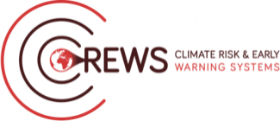 CREWS
CLIMATE RISK & EARLY
WARNING SYSTEMS